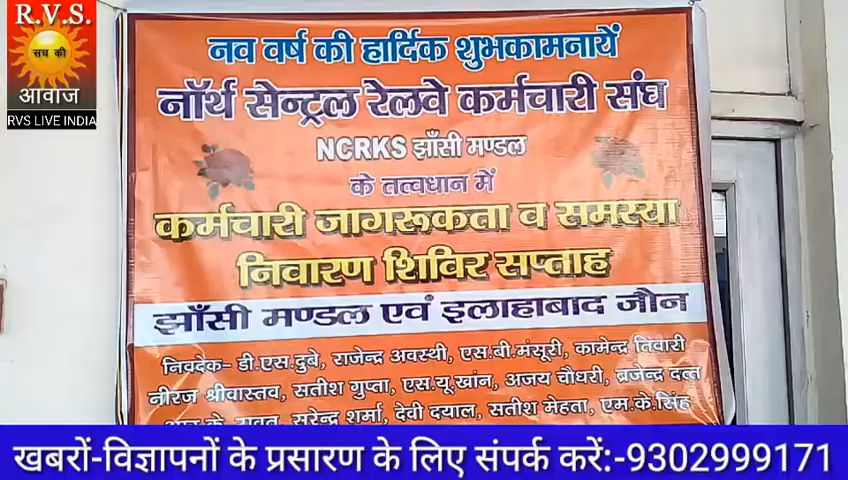 R.V.S.
सच की
आवाज
RVS LIVE INDIA
नव वर्ष की हार्दिक शुभकामनायें
नॉर्थ सेन्ट्रल रेलवे कर्मचारी संघ
NCRKS झाँसी मण्डल
के तत्वधान में
कर्मचारी जागरूकता व समस्या
निवारण शिविर सप्ताह
झाँसी मण्डल एवं इलाहाबाद जौन
निवदेक- डी.एस.दुबे, राजेन्द्र अवस्थी, एस.बी.मंसूरी, कामेन्द्र तिवारी
नीरज श्रीवास्तव, सतीश गुप्ता, एस.यू.खांन, अजय चौधरी, ब्रजेन्द्र दत्त
सुरेन्द्र शर्मा, देवी दयाल, सतीश मेहता, एम.के.सिंह
खबरों-विज्ञापनों के प्रसारण के लिए संपर्क करें:-9302999171